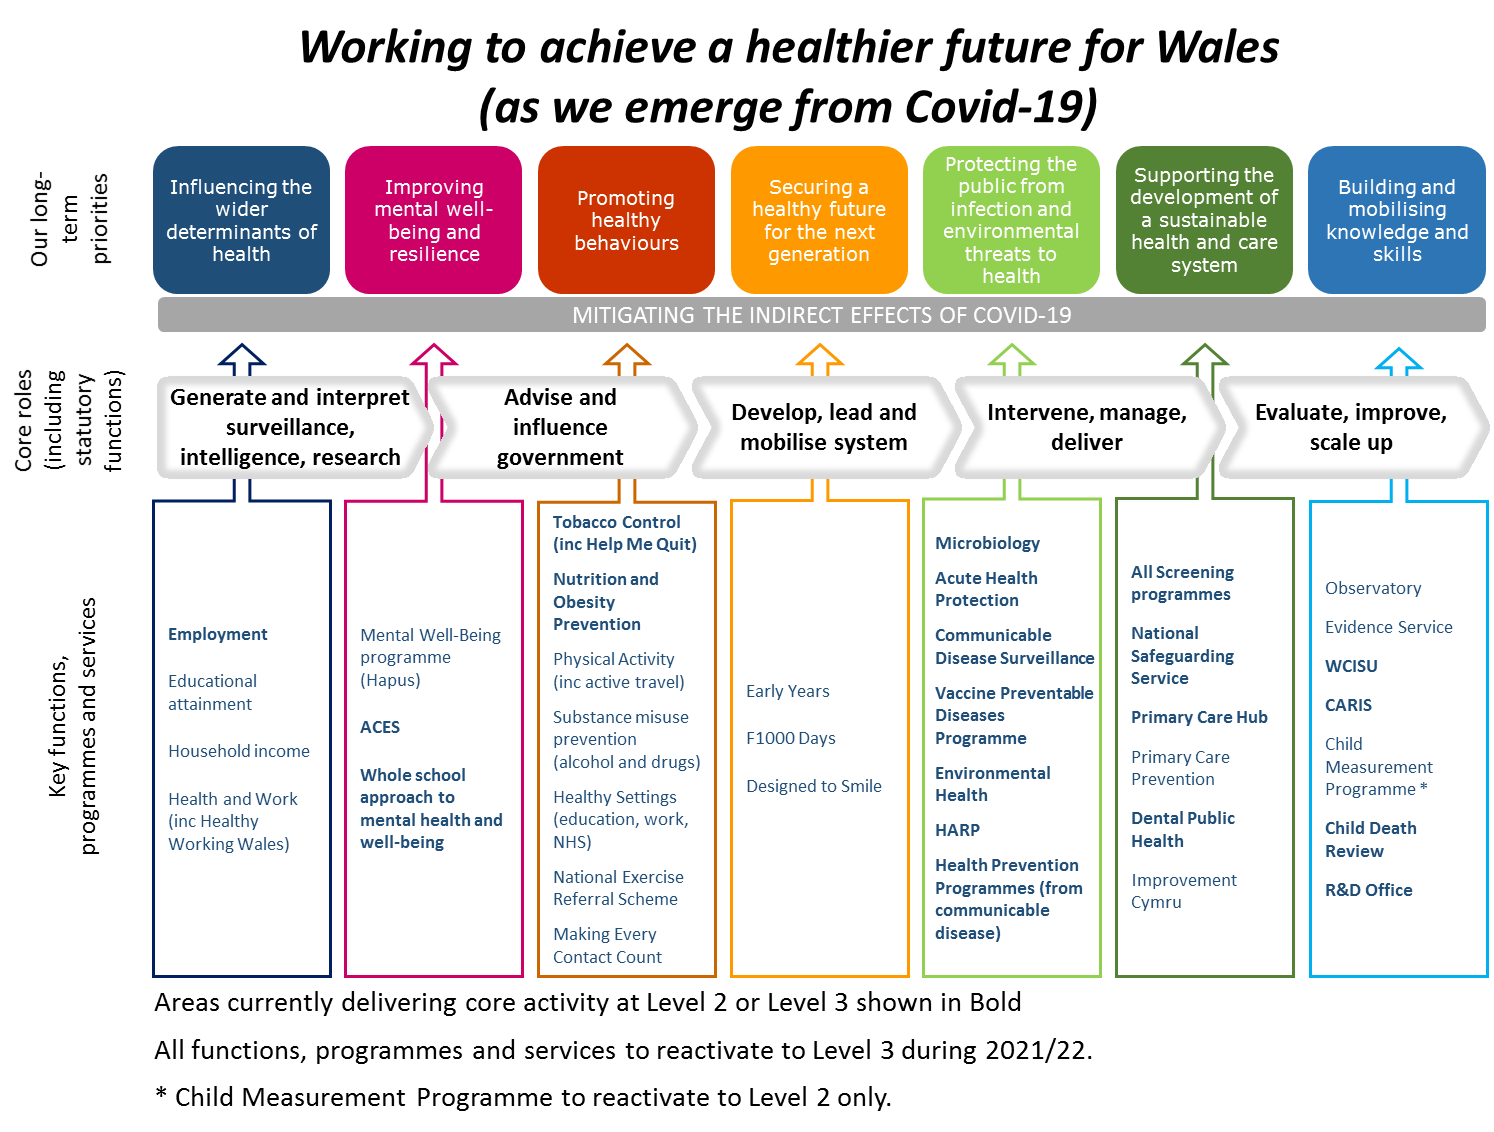 Working to achieve a healthier future for Wales
(as we emerge from Covid-19)
Our long-
term
priorities
Influencing the
wider
determinants of
health
Improving
mental well-
being and
resilience
Promoting
healthy
behaviours
Securing a
healthy future
for the next
generation
Protecting the
public from
infection and
environmental
threats to
health
Supporting the
development of
a sustainable
health and care
system
Building and
mobilising
knowledge and
skills
MITIGATING THE INDIRECT EFFECTS OF COVID-19
Core roles
(including
statutory
functions)
Generate and interpret
surveillance,
intelligence, research
Advise and
influence
government
Develop, lead and
mobilise system
Intervene, manage,
deliver
Evaluate, improve,
scale up
Key functions,
programmes and services
Employment
Educational
attainment
Household income
Health and Work
(inc Healthy
Working Wales)
Mental Well-Being
programme
(Hapus)
ACES
Whole school
approach to
mental health and
well-being
Tobacco Control
(inc Help Me Quit)
Nutrition and
Obesity
Prevention
Physical Activity
(inc active travel)
Substance misuse
prevention
(alcohol and drugs)
Healthy Settings
(education, work,
NHS)
National Exercise
Referral Scheme
Making Every
Contact Count
Early Years
F1000 Days
Designed to Smile
Microbiology
Acute Health
Protection
Communicable
Disease Surveillance
Vaccine Preventable
Diseases
Programme
Environmental
Health
HARP
Health Prevention
Programmes (from
communicable
disease)
All Screening
programmes
National
Safeguarding
Service
Primary Care Hub
Primary Care
Prevention
Dental Public
Health
Improvement
Cymru
Observatory
Evidence Service
WCISU
CARIS
Child
Measurement
Programme *
Child Death
Review
R&D Office
Areas currently delivering core activity at Level 2 or Level 3 shown in Bold
All functions, programmes and services to reactivate to Level 3 during 2021/22.
* Child Measurement Programme to reactivate to Level 2 only.